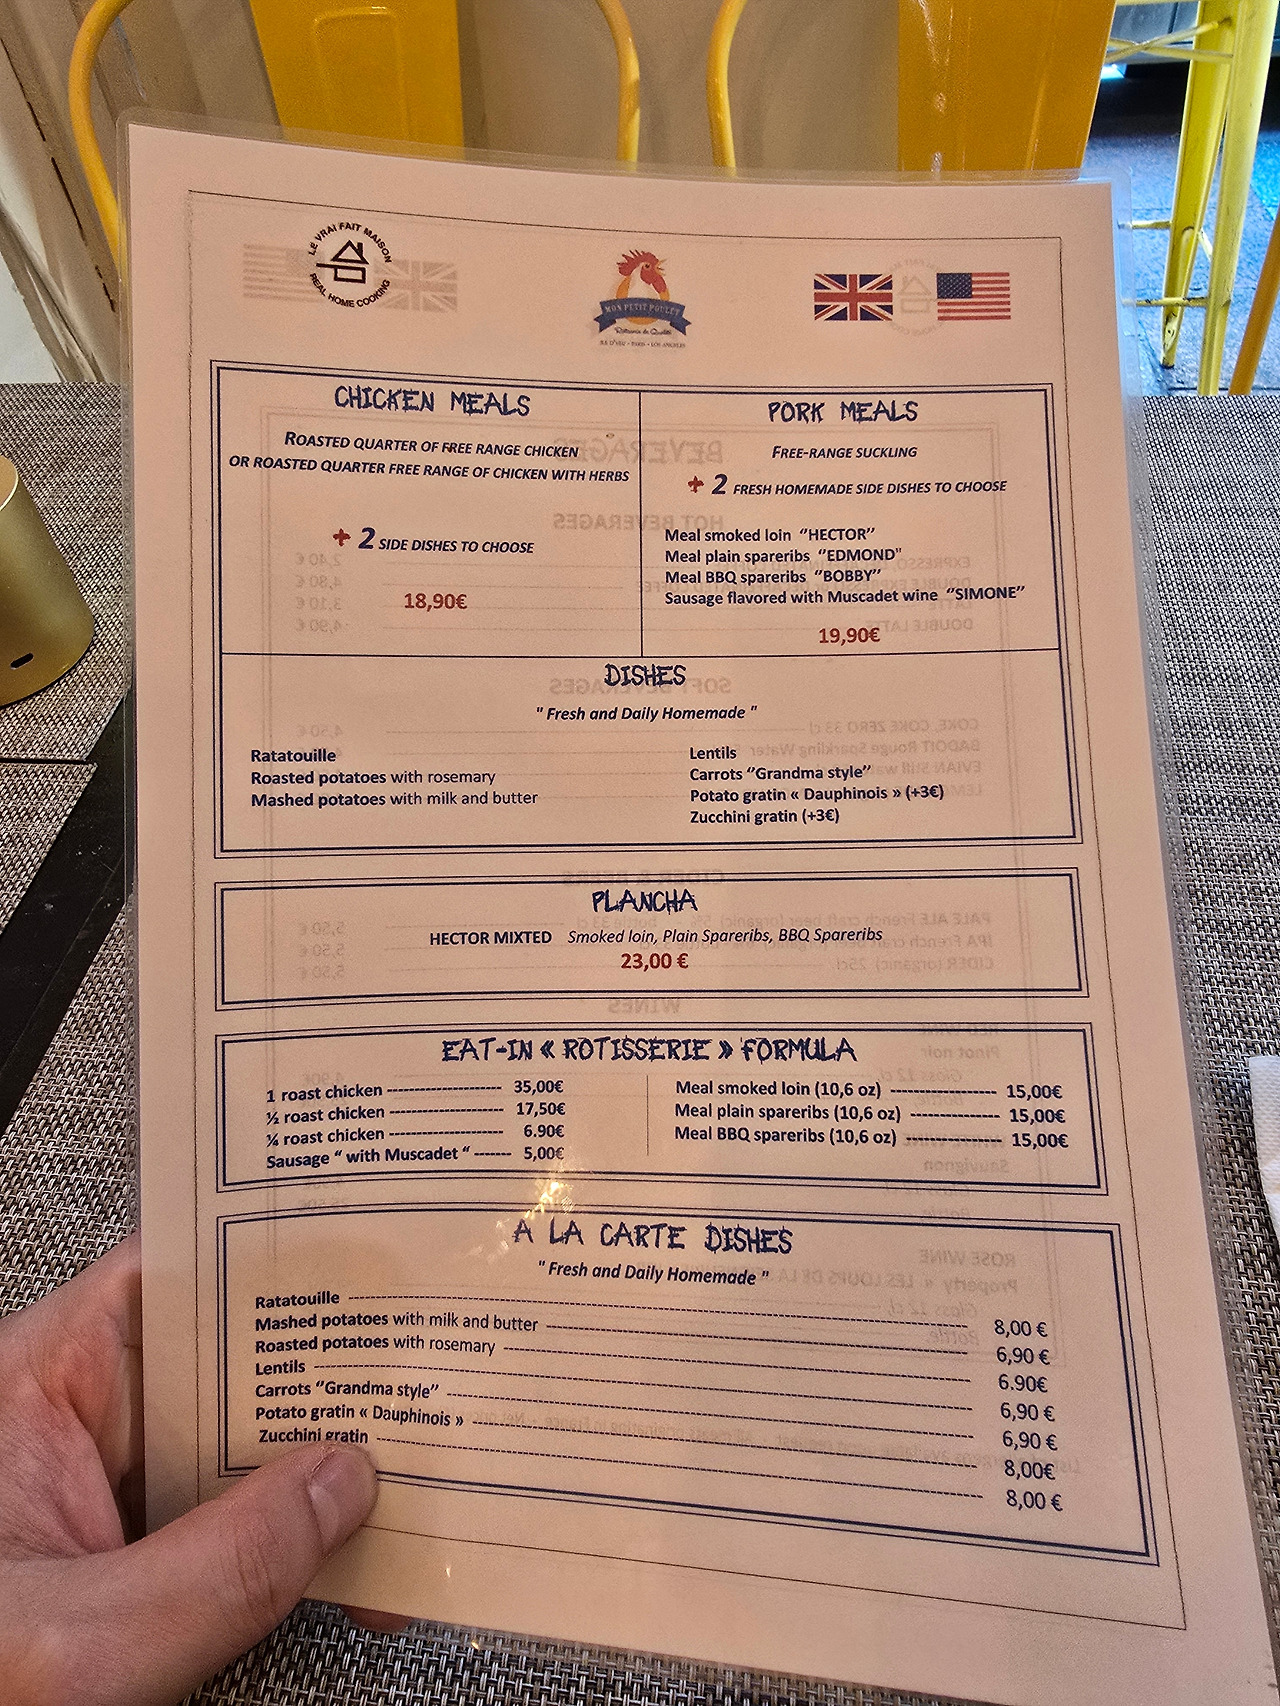 LE VRAI FAIT MAISON
REAL HOME COOKING
MON PETIT POULET
Rôtisserie de Qualité
ILE D'YEU - PARIS - LOS ANGELES
CHICKEN MEALS
ROASTED QUARTER OF FREE RANGE CHICKEN
OR ROASTED QUARTER FREE RANGE OF CHICKEN WITH HERBS
+ 2 SIDE DISHES TO CHOOSE
18,90€
PORK MEALS
FREE-RANGE SUCKLING
+ 2 FRESH HOMEMADE SIDE DISHES TO CHOOSE
Meal smoked loin ‘’HECTOR’’
Meal plain spareribs ‘’EDMOND"
Meal BBQ spareribs ‘’BOBBY’’
Sausage flavored with Muscadet wine ‘’SIMONE’’
19,90€
DISHES
" Fresh and Daily Homemade "
Ratatouille
Roasted potatoes with rosemary
Mashed potatoes with milk and butter
Lentils
Carrots ‘’Grandma style’’
Potato gratin « Dauphinois » (+3€)
Zucchini gratin (+3€)
PLANCHA
HECTOR MIXTED Smoked loin, Plain Spareribs, BBQ Spareribs
23,00 €
EAT-IN « ROTISSERIE » FORMULA
1 roast chicken ---------------------- 35,00€
½ roast chicken ---------------------- 17,50€
¼ roast chicken ---------------------- 6.90€
Sausage “ with Muscadet “ ------- 5,00€
Meal smoked loin (10,6 oz) -------------------- 15,00€
Meal plain spareribs (10,6 oz) ----------------- 15,00€
Meal BBQ spareribs (10,6 oz) ------------------ 15,00€
A LA CARTE DISHES
" Fresh and Daily Homemade "
Ratatouille ---------------------- 8,00 €
Mashed potatoes with milk and butter ---------------------- 6,90 €
Roasted potatoes with rosemary ---------------------- 6.90€
Lentils ---------------------- 6,90 €
Carrots ‘’Grandma style’’ ---------------------- 6,90 €
Potato gratin « Dauphinois » ---------------------- 8,00€
Zucchini gratin ---------------------- 8,00 €